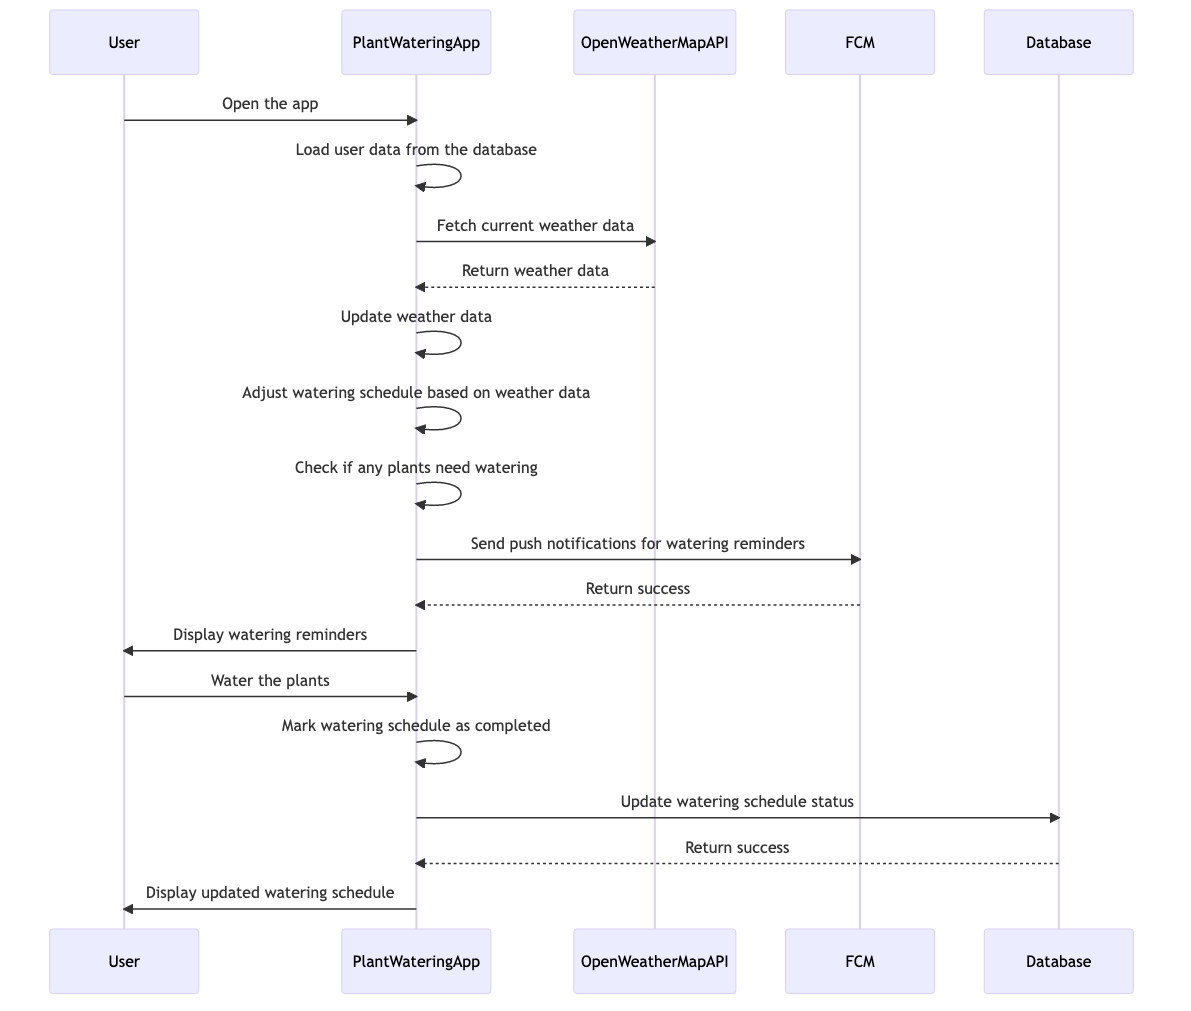 User
PlantWateringApp
OpenWeatherMapAPI
FCM
Database
Open the app
Load user data from the database
Fetch current weather data
Return weather data
Update weather data
Adjust watering schedule based on weather data
Check if any plants need watering
Send push notifications for watering reminders
Return success
Display watering reminders
Water the plants
Mark watering schedule as completed
Update watering schedule status
Return success
Display updated watering schedule
User
PlantWateringApp
OpenWeatherMapAPI
FCM
Database